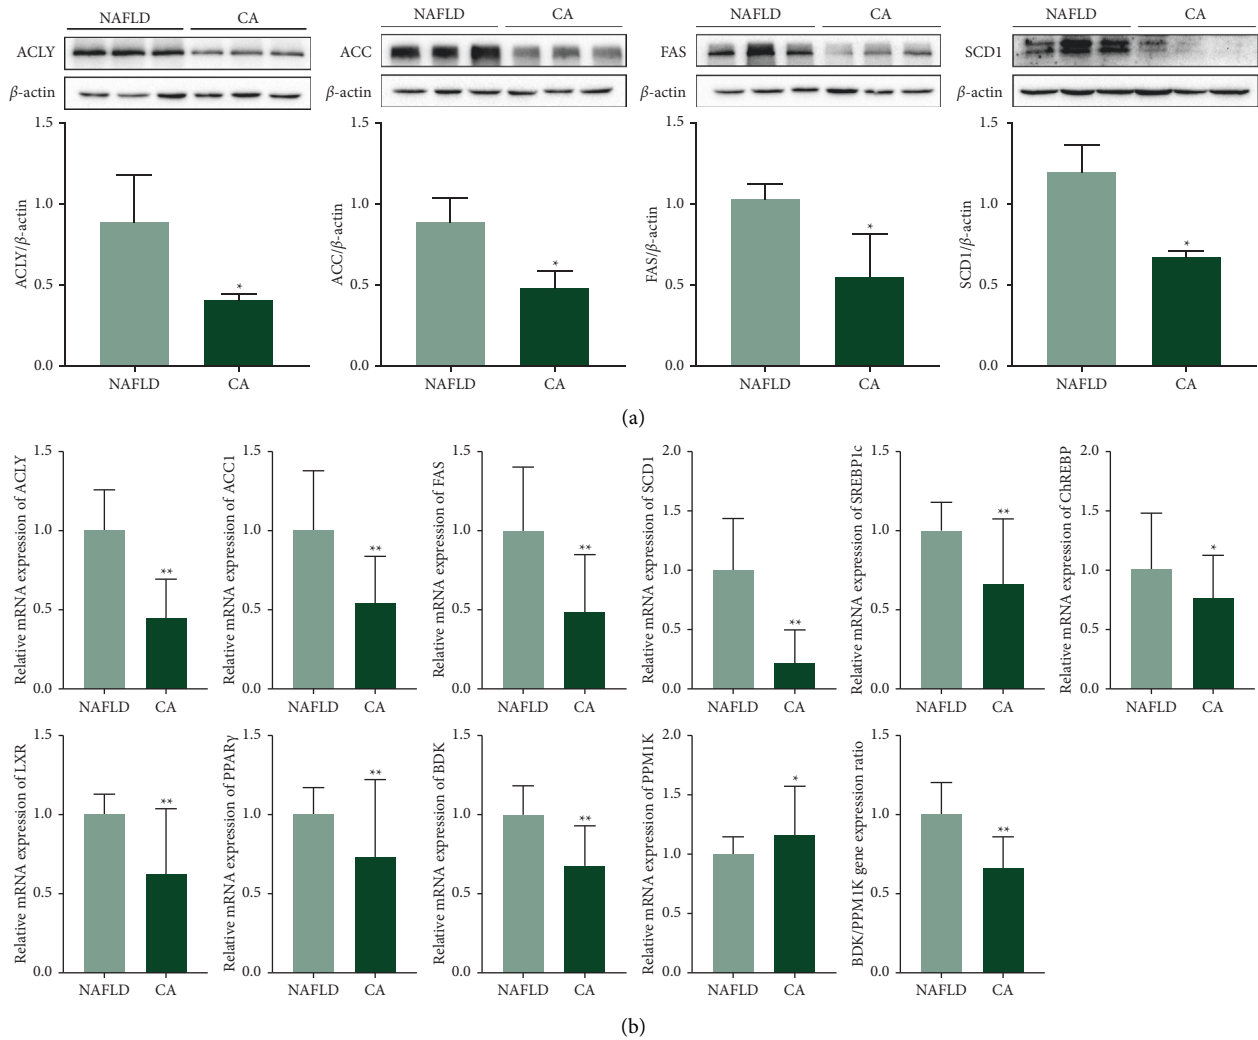 NAFLD CA
ACLY
β-actin
1.5
1.0
0.5
0.0
ACLY/β-actin
*
NAFLD CA
NAFLD CA
ACC
β-actin
1.5
1.0
0.5
0.0
ACC/β-actin
*
NAFLD CA
NAFLD CA
FAS
β-actin
1.5
1.0
0.5
0.0
FAS/β-actin
*
NAFLD CA
NAFLD CA
SCD1
β-actin
1.5
1.0
0.5
0.0
SCD1/β-actin
*
NAFLD CA
(a)
Relative mRNA expression of ACLY
1.5
1.0
0.5
0.0
**
NAFLD CA
Relative mRNA expression of ACC1
1.5
1.0
0.5
0.0
**
NAFLD CA
Relative mRNA expression of FAS
1.5
1.0
0.5
0.0
**
NAFLD CA
Relative mRNA expression of SCD1
2.0
1.5
1.0
0.5
0.0
**
NAFLD CA
Relative mRNA expression of SREBP1c
1.5
1.0
0.5
0.0
**
NAFLD CA
Relative mRNA expression of ChREBP
2.0
1.5
1.0
0.5
0.0
*
NAFLD CA
Relative mRNA expression of LXR
1.5
1.0
0.5
0.0
**
NAFLD CA
Relative mRNA expression of PPARγ
1.5
1.0
0.5
0.0
**
NAFLD CA
Relative mRNA expression of BDK
1.5
1.0
0.5
0.0
**
NAFLD CA
Relative mRNA expression of PPM1K
2.0
1.5
1.0
0.5
0.0
*
NAFLD CA
BDK/PPM1K gene expression ratio
1.5
1.0
0.5
0.0
**
NAFLD CA
(b)